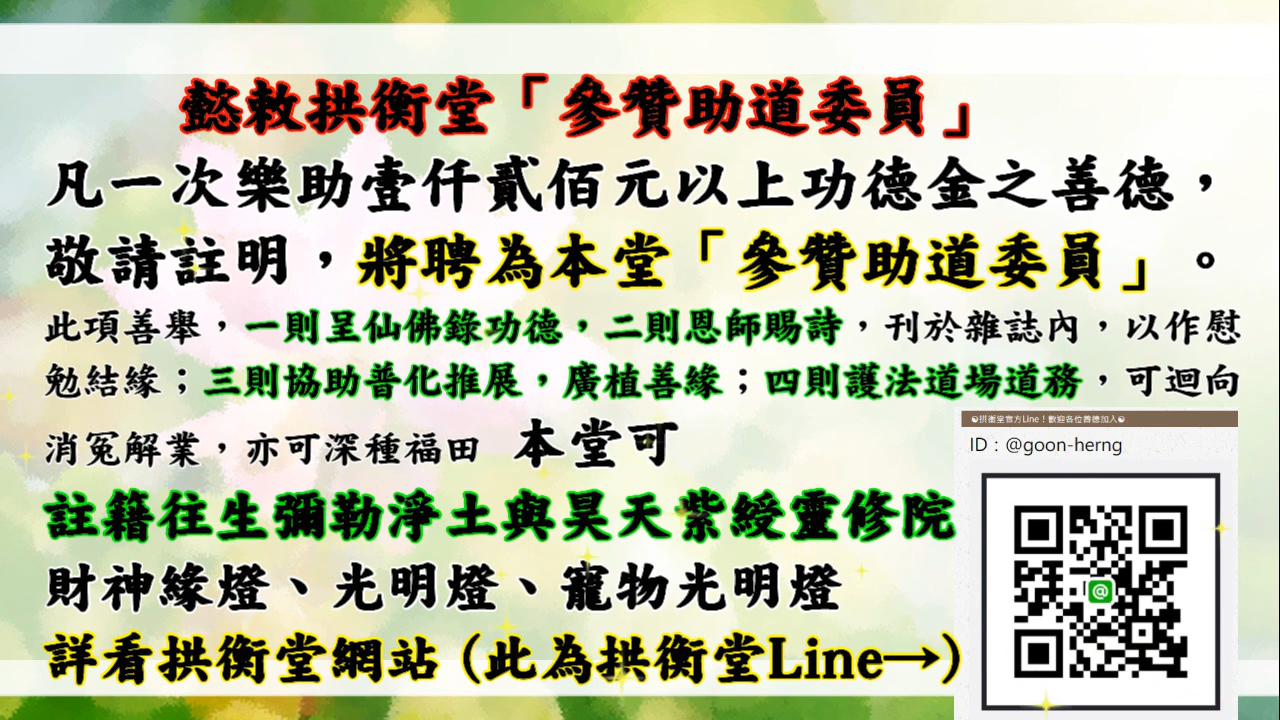 懿敕拱衡堂「參贊助道委員」
凡一次樂助壹仟貳佰元以上功德金之善德，
敬請註明，將聘為本堂「參贊助道委員」。
此項善舉，一則呈仙佛錄功德，二則恩師賜詩，刊於雜誌內，以作慰
勉結緣；三則協助普化推展，廣植善緣；四則護法道場道務，可迴向
消冤解業，亦可深種福田 本堂可
註籍往生彌勒淨土與昊天紫綬靈修院
財神緣燈、光明燈、寵物光明燈
詳看拱衡堂網站（此為拱衡堂Line→）
☯拱衡堂官方Line！歡迎各位善德加入☯
ID：@goon-herng
@